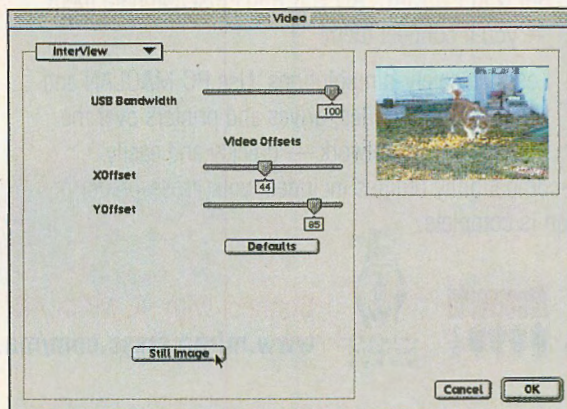 Video
InterView
USB Bandwidth
100
Video Offsets
XOffset
44
YOffset
85
Defaults
Still Image
Cancel
OK